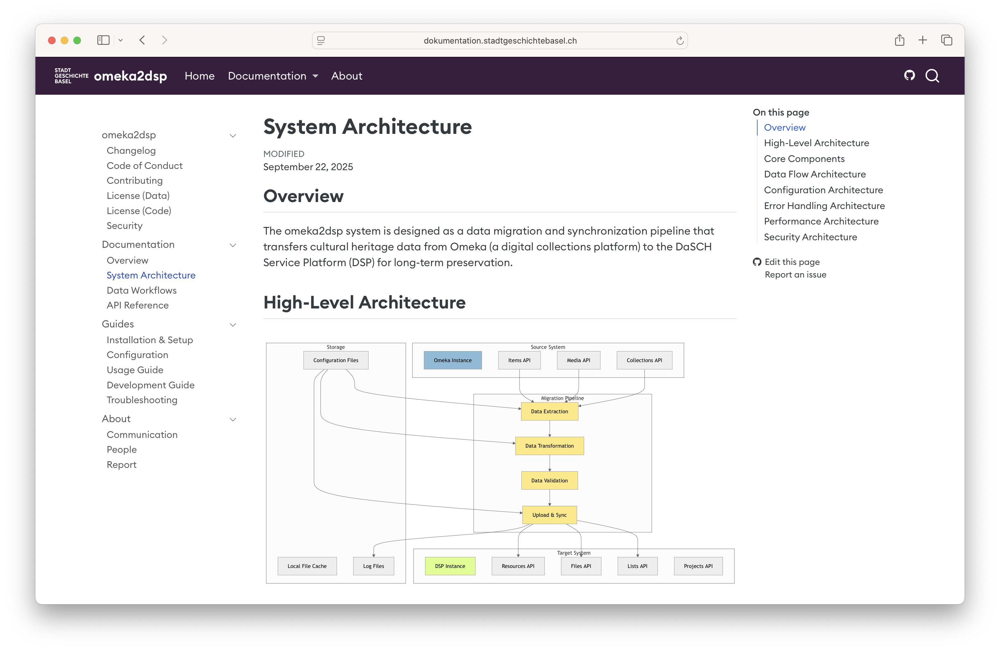 dokumentation.stadtgeschichtebasel.ch
STADT
GESCHICHTE
BASEL
omeka2dsp
Home
Documentation
About
omeka2dsp
Changelog
Code of Conduct
Contributing
License (Data)
License (Code)
Security
Documentation
Overview
System Architecture
Data Workflows
API Reference
Guides
Installation & Setup
Configuration
Usage Guide
Development Guide
Troubleshooting
About
Communication
People
Report
System Architecture
MODIFIED
September 22, 2025
Overview
The omeka2dsp system is designed as a data migration and synchronization pipeline that
transfers cultural heritage data from Omeka (a digital collections platform) to the DaSCH
Service Platform (DSP) for long-term preservation.
High-Level Architecture
Storage
Configuration Files
Source System
Omeka Instance
Items API
Media API
Collections API
Migration Pipeline
Data Extraction
Data Transformation
Data Validation
Upload & Sync
Local File Cache
Log Files
Target System
DSP Instance
Resources API
Files API
Lists API
Projects API
On this page
Overview
High-Level Architecture
Core Components
Data Flow Architecture
Configuration Architecture
Error Handling Architecture
Performance Architecture
Security Architecture
Edit this page
Report an issue